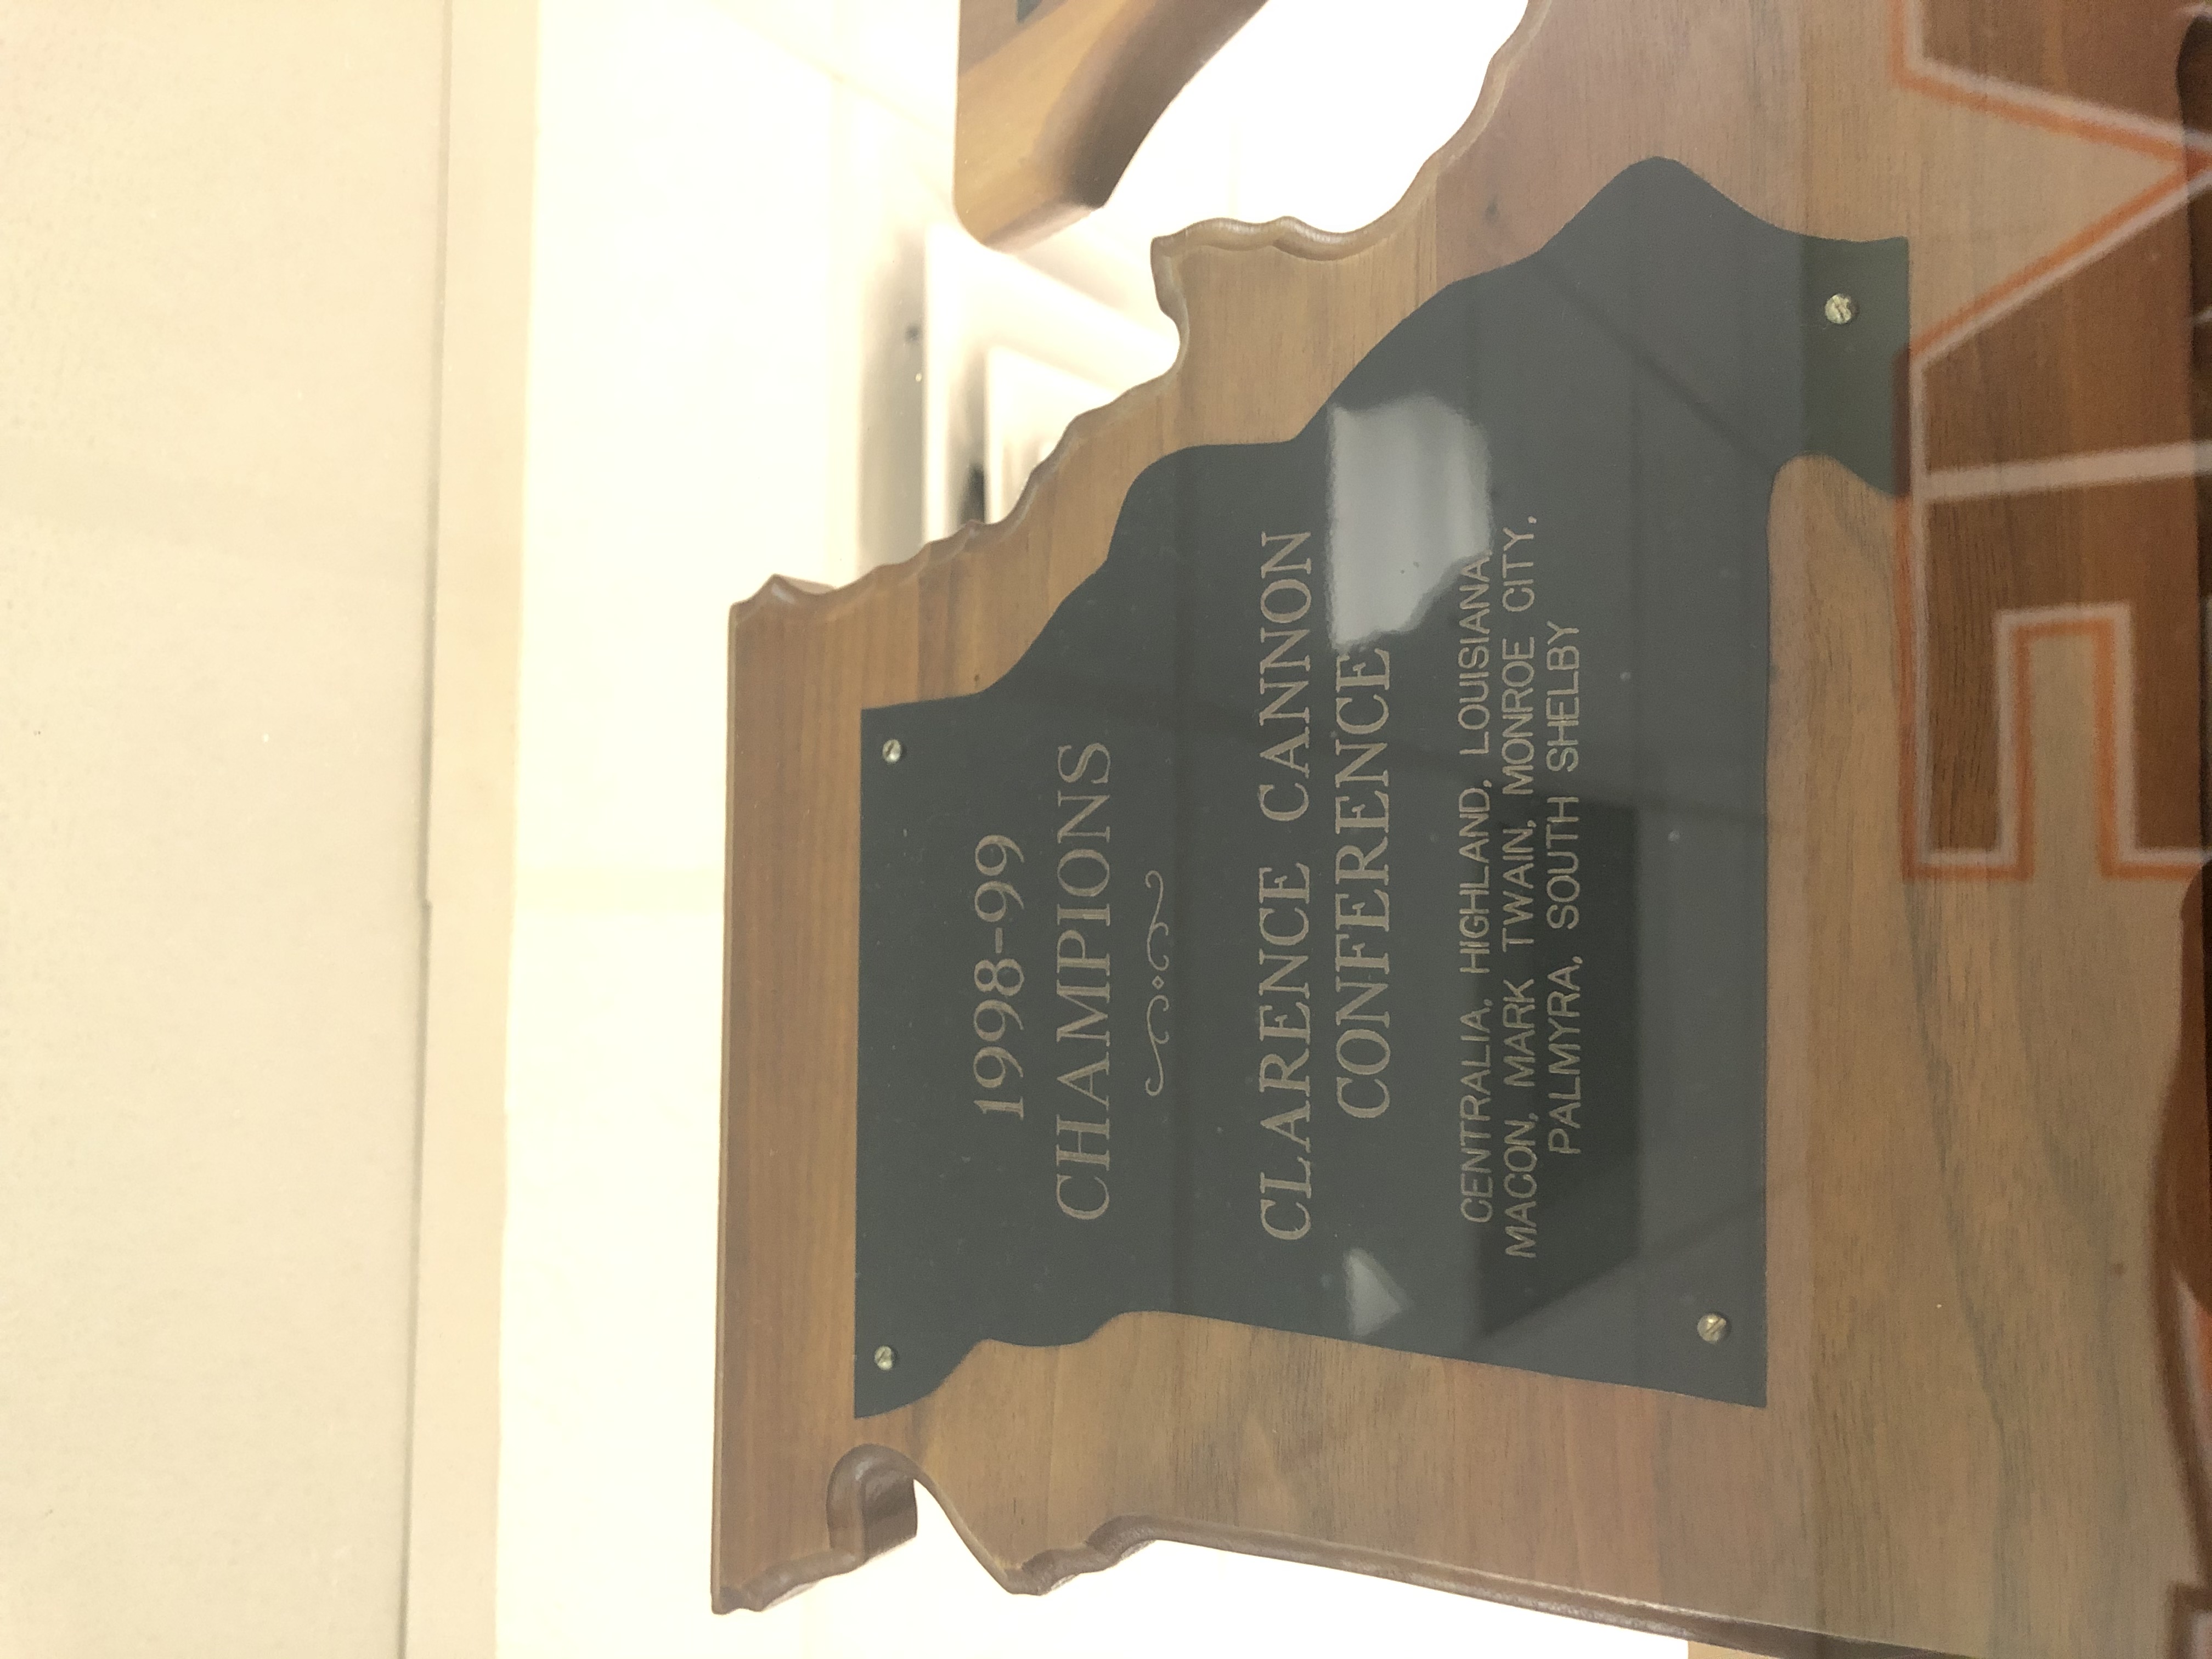 1998-99
CHAMPIONS
CLARENCE CANNON
CONFERENCE
CENTRALIA, HIGHLAND, LOUISIANA,
MACON, MARK TWAIN, MONROE CITY,
PALMYRA, SOUTH SHELBY